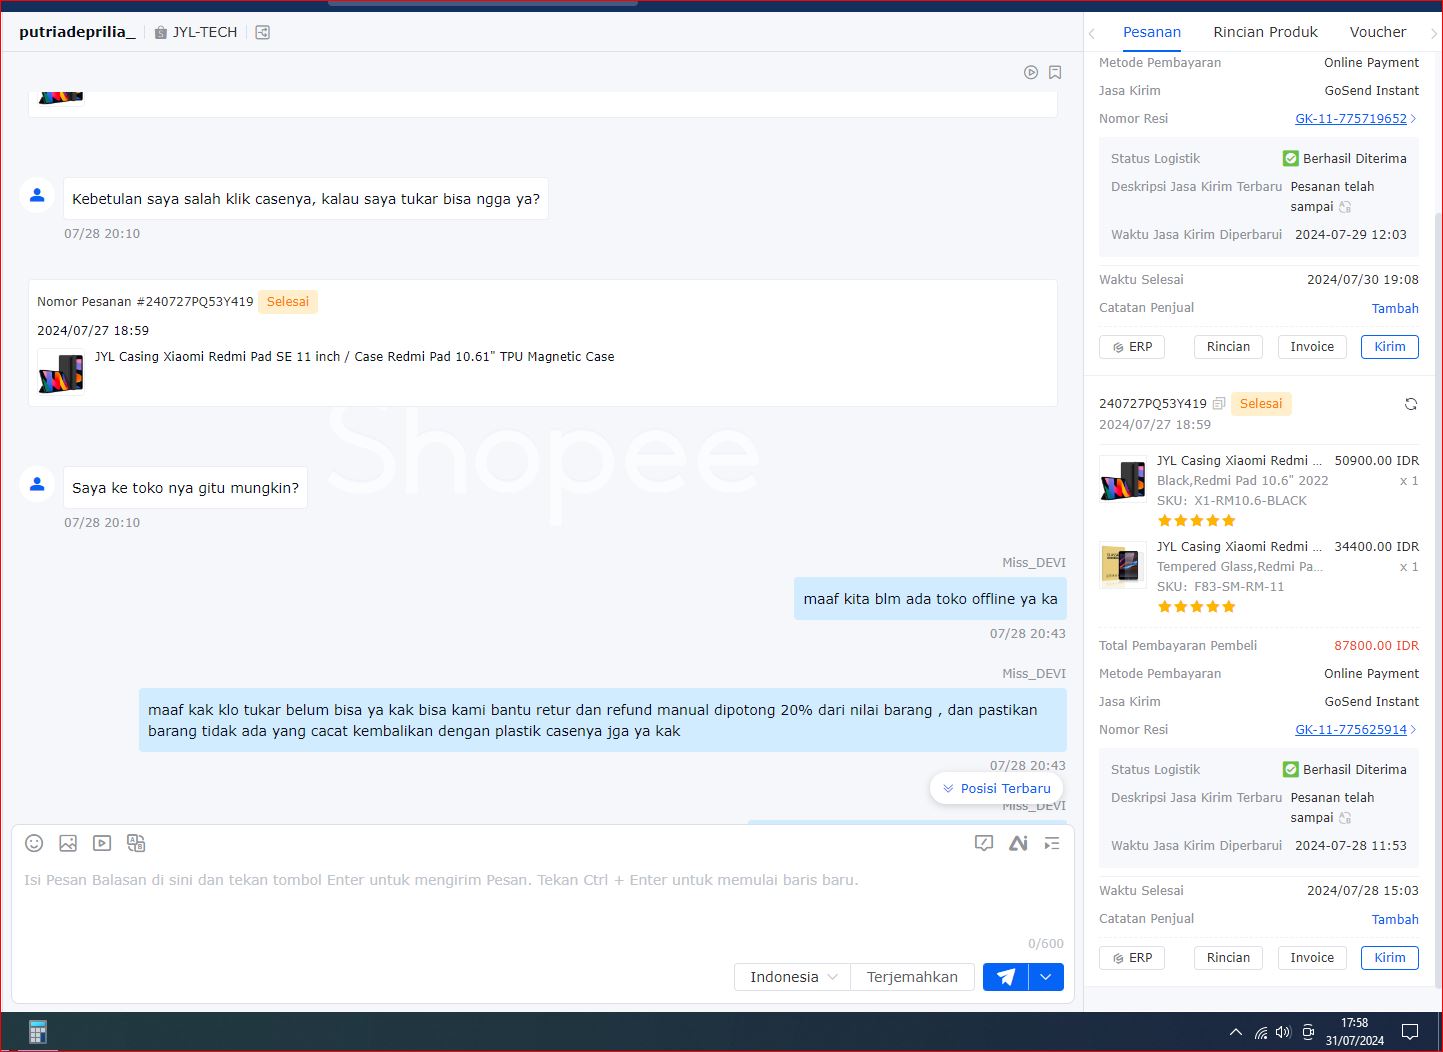 putriadeprilia_
JYL-TECH
Kebetulan saya salah klik casenya, kalau saya tukar bisa ngga ya?
07/28 20:10
Nomor Pesanan #240727PQ53Y419 Selesai
2024/07/27 18:59
JYL Casing Xiaomi Redmi Pad SE 11 inch / Case Redmi Pad 10.61" TPU Magnetic Case
Shopee
Saya ke toko nya gitu mungkin?
07/28 20:10
Miss_DEVI
maaf kita blm ada toko offline ya ka
07/28 20:43
Miss_DEVI
maaf kak klo tukar belum bisa ya kak bisa kami bantu retur dan refund manual dipotong 20% dari nilai barang , dan pastikan
barang tidak ada yang cacat kembalikan dengan plastik casenya jga ya kak
07/28 20:43
Posisi Terbaru
Miss_DEVI
Isi Pesan Balasan di sini dan tekan tombol Enter untuk mengirim Pesan. Tekan Ctrl + Enter untuk memulai baris baru.
0/600
Indonesia
Terjemahkan
Pesanan
Rincian Produk
Voucher
Metode Pembayaran Online Payment
Jasa Kirim GoSend Instant
Nomor Resi GK-11-775719652
Status Logistik Berhasil Diterima
Deskripsi Jasa Kirim Terbaru Pesanan telah
sampai
Waktu Jasa Kirim Diperbarui 2024-07-29 12:03
Waktu Selesai 2024/07/30 19:08
Catatan Penjual Tambah
ERP Rincian Invoice Kirim
240727PQ53Y419 Selesai
2024/07/27 18:59
JYL Casing Xiaomi Redmi ... 50900.00 IDR
Black,Redmi Pad 10.6" 2022 x 1
SKU: X1-RM10.6-BLACK
JYL Casing Xiaomi Redmi ... 34400.00 IDR
Tempered Glass,Redmi Pa... x 1
SKU: F83-SM-RM-11
Total Pembayaran Pembeli 87800.00 IDR
Metode Pembayaran Online Payment
Jasa Kirim GoSend Instant
Nomor Resi GK-11-775625914
Status Logistik Berhasil Diterima
Deskripsi Jasa Kirim Terbaru Pesanan telah
sampai
Waktu Jasa Kirim Diperbarui 2024-07-28 11:53
Waktu Selesai 2024/07/28 15:03
Catatan Penjual Tambah
ERP Rincian Invoice Kirim
17:58
31/07/2024